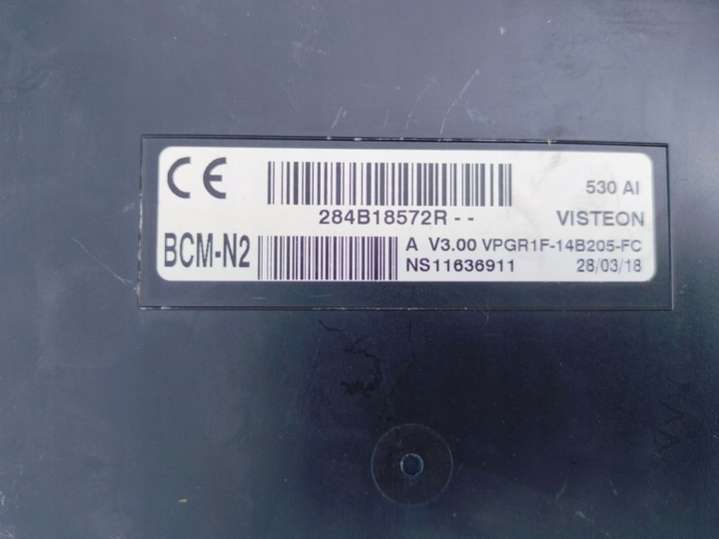 CE
530 AI
284B18572R - -
VISTEON
BCM-N2
A V3.00 VPGR1F-14B205-FC
NS11636911
28/03/18